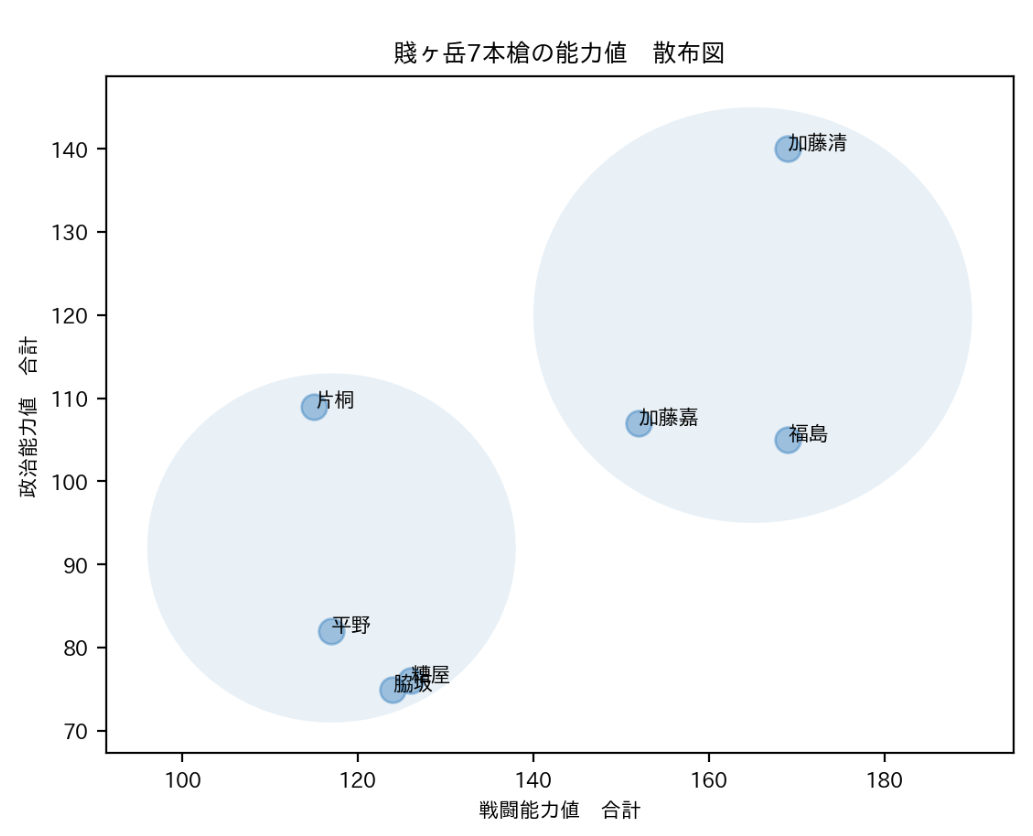 賤ヶ岳7本槍の能力値　散布図
政治能力値　合計
140
130
120
110
100
90
80
70
加藤清
片桐
加藤嘉
福島
平野
糟屋
脇坂
100
120
140
160
180
戦闘能力値　合計